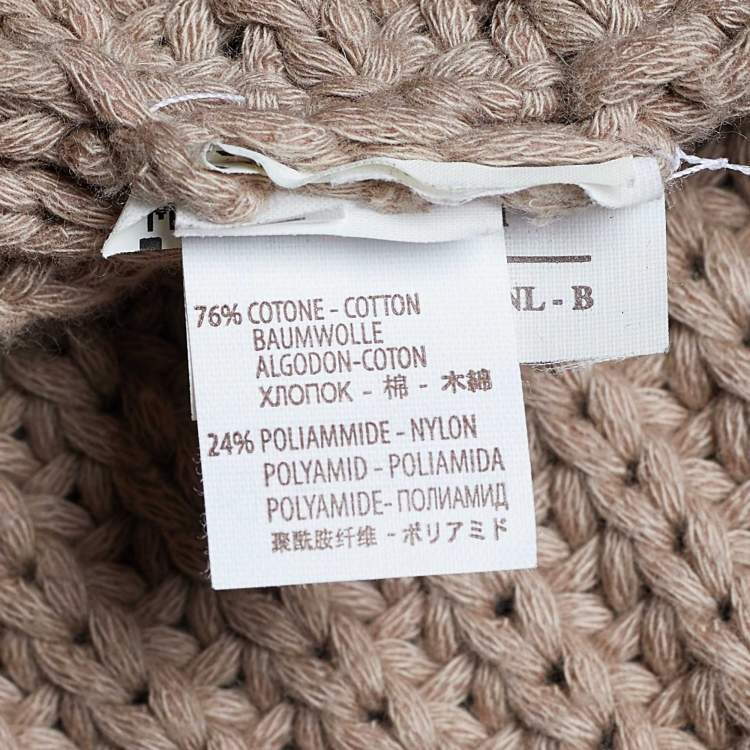 76% COTONE - COTTON
BAUMWOLLE
ALGODON-COTON
ХЛОПОК - 棉 - 木綿
24% POLIAMMIDE - NYLON
POLYAMID - POLIAMIDA
POLYAMIDE- ПОЛИАМИД
聚酰胺纤维 - ポリアミド
NL - B